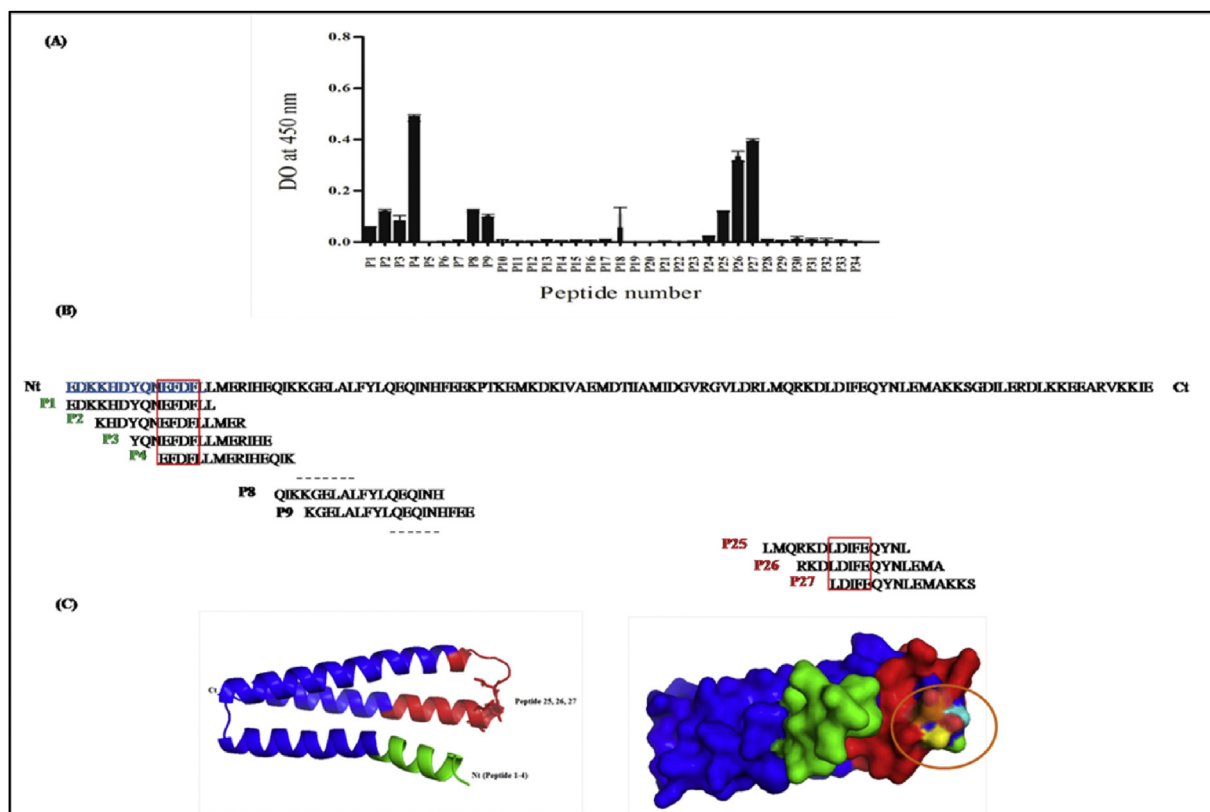 (A)
0.8
0.6
0.4
0.2
0.0
DO at 450 nm
P1 P2 P3 P4 P5 P6 P7 P8 P9 P10 P11 P12 P13 P14 P15 P16 P17 P18 P19 P20 P21 P22 P23 P24 P25 P26 P27 P28 P29 P30 P31 P32 P33 P34
Peptide number
(B)
Nt EDKKHDYQNEFDFLLMERIHEQIKKGELALFYLQEQINHFEEKPTKEMKDKIVAEMDTIIAMIDGVRGVLDRLMQRKDLDIFEQYNLEMAKKSGDILERDLKKEEARVKKIE Ct
P1 EDKKHDYQNEFDFLL
P2 KHDYQNEFDFLLMER
P3 YQNEFDFLLMERIHE
P4 EFDFLLMERIHEQIK
-------
P8 QIKKGELALFYLQEQINH
P9 KGELALFYLQEQINHFEE
------
P25 LMQRKDLDIFEQYNL
P26 RKDLDIFEQYNLEMA
P27 LDIFEQYNLEMAKKS
(C)
Ct
Peptide 25, 26, 27
Nt (Peptide 1-4)